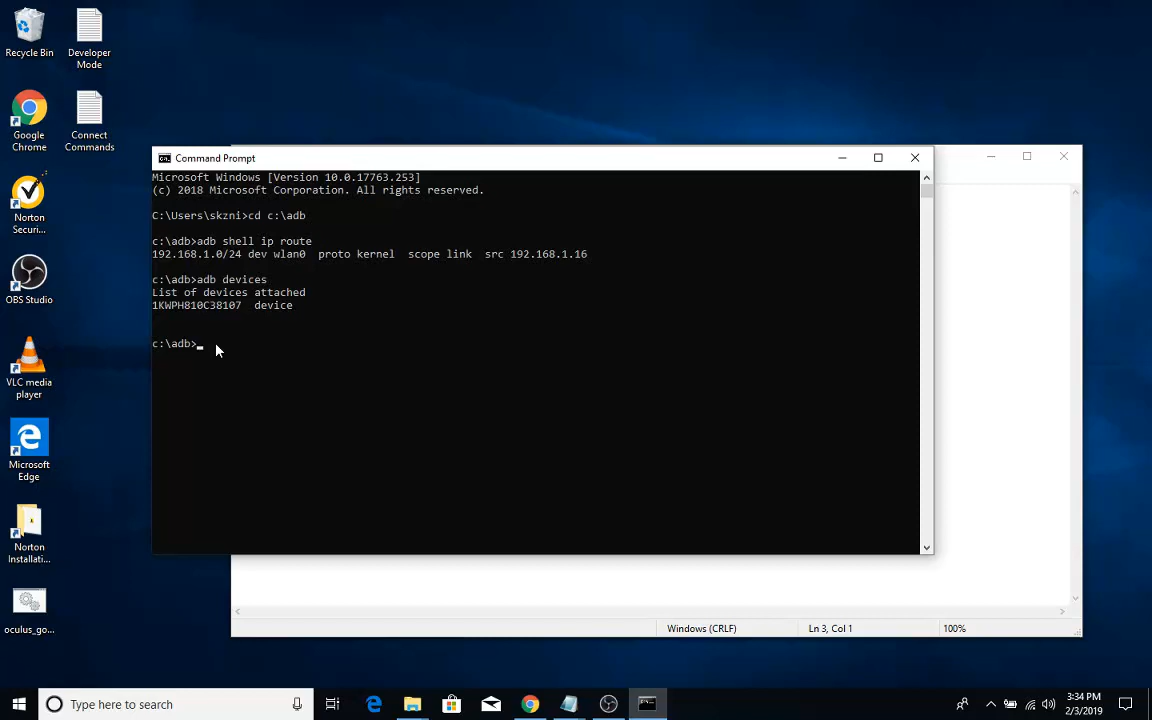 Recycle Bin
Developer
Mode
Google
Chrome
Connect
Commands
Norton
Securi...
OBS Studio
VLC media
player
Microsoft
Edge
Norton
Installati...
oculus_go...
Command Prompt
Microsoft Windows [Version 10.0.17763.253]
(c) 2018 Microsoft Corporation. All rights reserved.
C:\Users\skzni>cd c:\adb
c:\adb>adb shell ip route
192.168.1.0/24 dev wlan0  proto kernel  scope link  src 192.168.1.16
c:\adb>adb devices
List of devices attached
1KWPH810C38107  device
c:\adb>
Windows (CRLF)
Ln 3, Col 1
100%
Type here to search
3:34 PM
2/3/2019